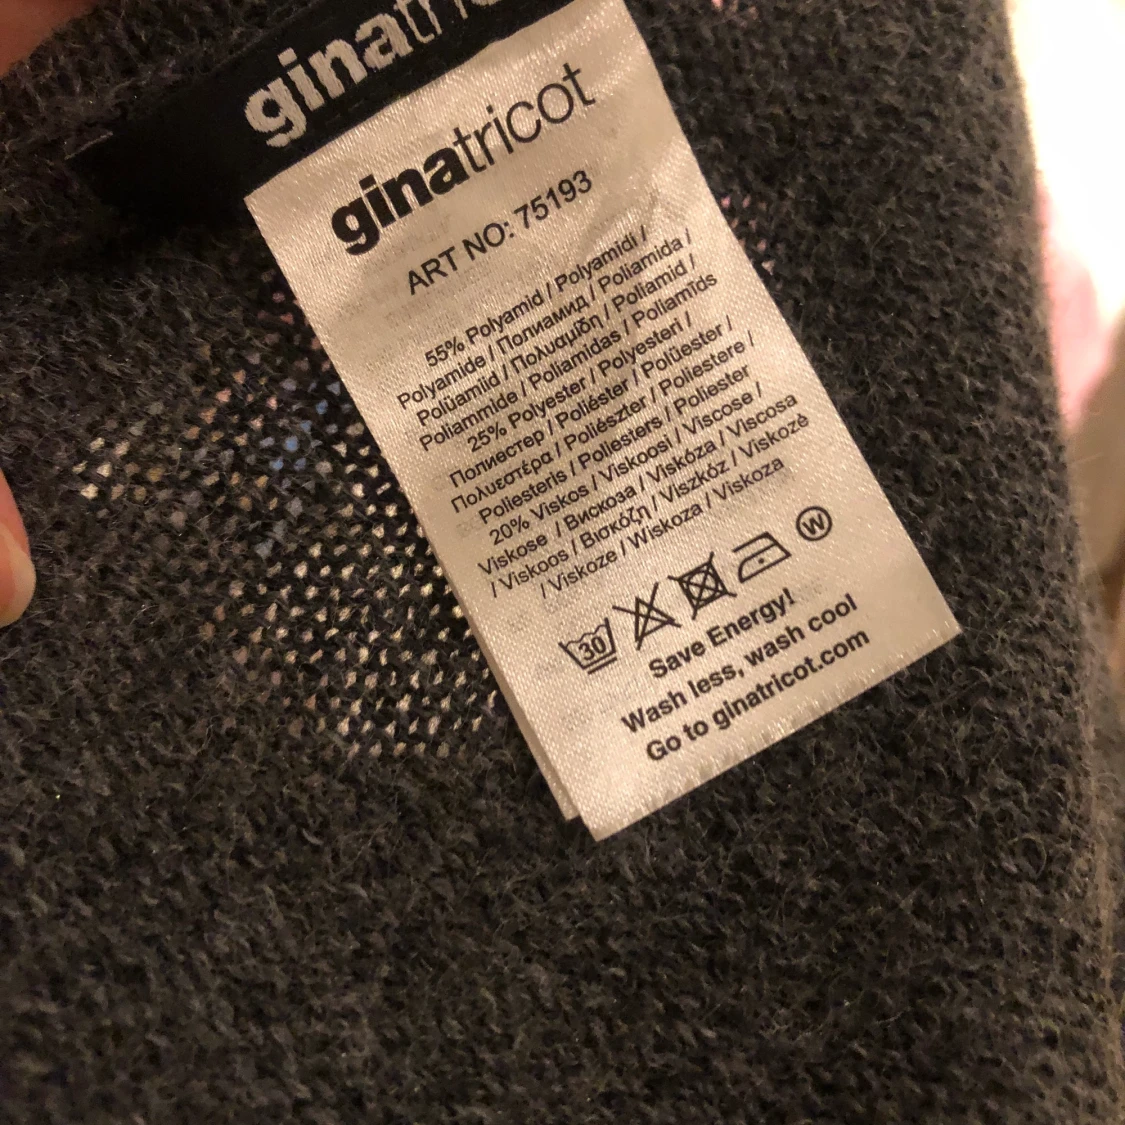 ginatri
ginatricot
ART NO: 75193
55% Polyamid / Polyamidi /
Polyamide / Полиамид / Poliamida /
Polüamiid / Πολυαμίδη / Poliamid /
Poliammide / Poliamidas / Poliamīds
25% Polyester / Polyesteri /
Полиестер / Poliéster / Polüester /
Πολυεστέρα / Poliészter / Poliestere /
Poliesteris / Poliesters / Poliester
20% Viskos / Viskoosi / Viscose /
Viskose / Вискоза / Viskóza / Viscosa
/ Viskoos / Βισκόζη / Viszkóz / Viskozė
/ Viskoze / Wiskoza / Viskoza
30
W
Save Energy!
Wash less, wash cool
Go to ginatricot.com